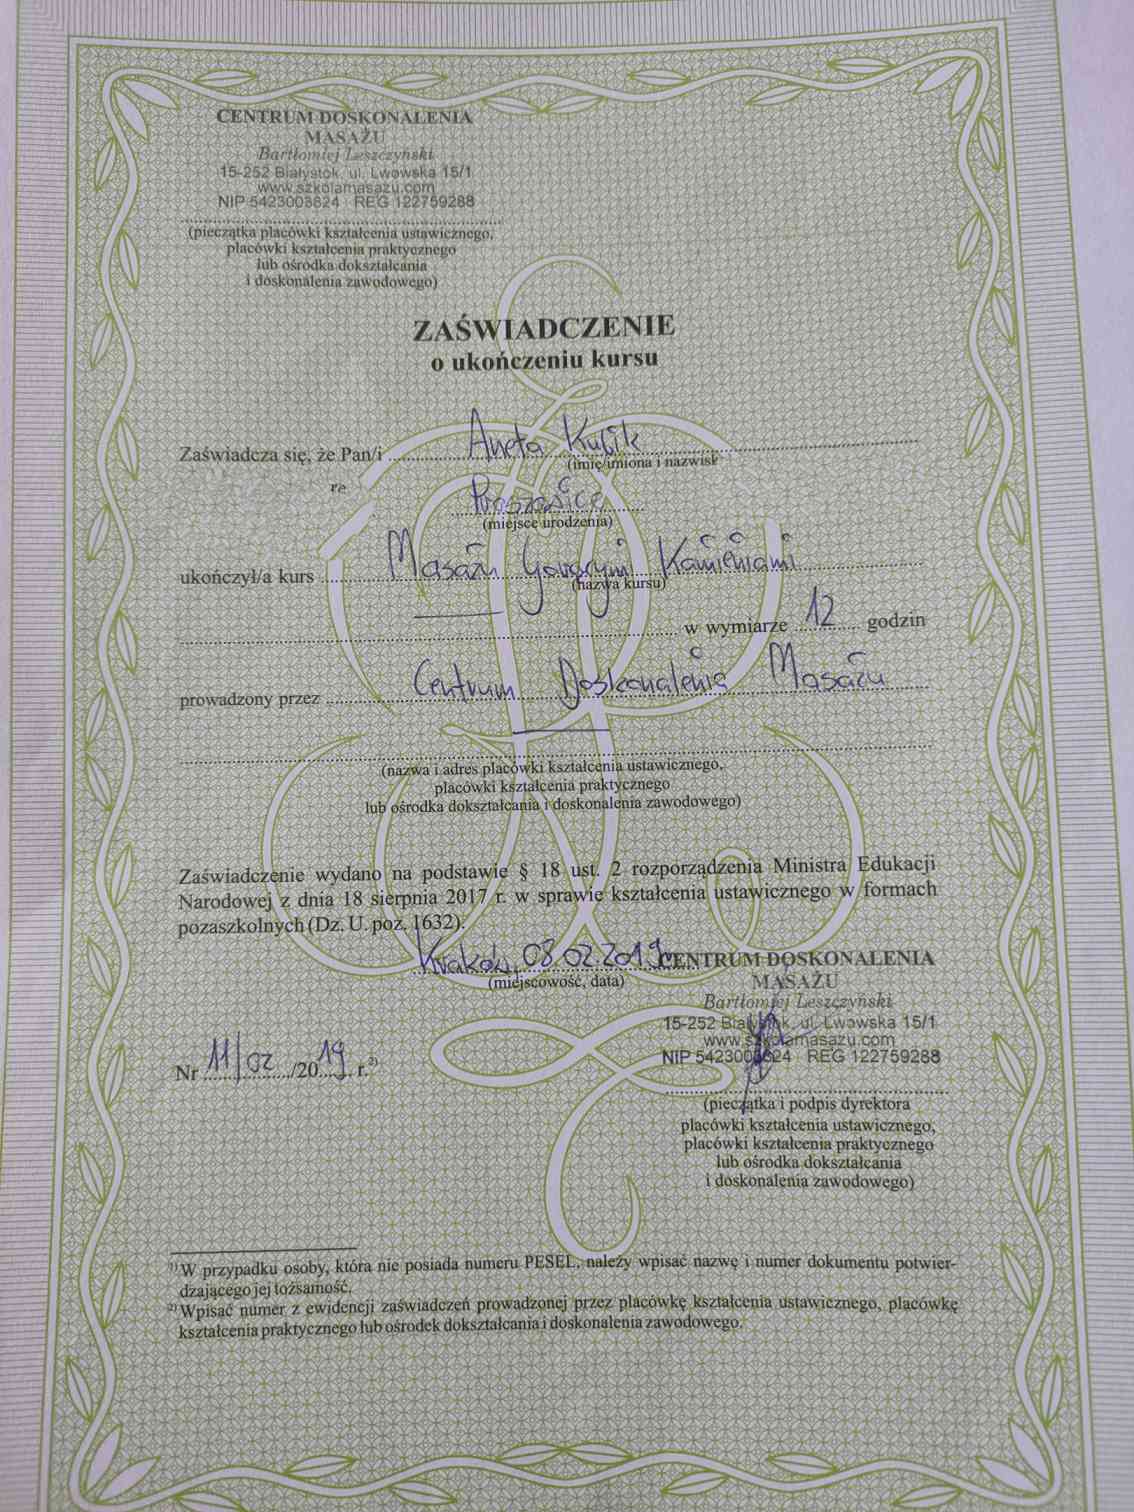 CENTRUM DOSKONALENIA
MASAŻU
Bartłomiej Leszczyński
15-252 Białystok, ul. Lwowska 15/1
www.szkolamasazu.com
NIP 5423003624 REG 122759288
(pieczątka placówki kształcenia ustawicznego,
placówki kształcenia praktycznego
lub ośrodka dokształcania
i doskonalenia zawodowego)
ZAŚWIADCZENIE
o ukończeniu kursu
Zaświadcza się, że Pan/i Aneta Kubik
(imię/imiona i nazwisko
(miejsce urodzenia)
ukończył/a kurs Masażu Gorącymi Kamieniami
(nazwa kursu)
w wymiarze 12 godzin
prowadzony przez Centrum Doskonalenia Masażu
(nazwa i adres placówki kształcenia ustawicznego,
placówki kształcenia praktycznego
lub ośrodka dokształcania i doskonalenia zawodowego)
Zaświadczenie wydano na podstawie § 18 ust. 2 rozporządzenia Ministra Edukacji
Narodowej z dnia 18 sierpnia 2017 r. w sprawie kształcenia ustawicznego w formach
pozaszkolnych (Dz. U. poz. 1632).
Kraków, 08.02.2019r.
(miejscowość, data)
CENTRUM DOSKONALENIA
MASAŻU
Bartłomiej Leszczyński
15-252 Białystok, ul. Lwowska 15/1
www.szkolamasazu.com
NIP 5423003624 REG 122759288
Nr 11/02/2019 r.²⁾
(pieczątka i podpis dyrektora
placówki kształcenia ustawicznego,
placówki kształcenia praktycznego
lub ośrodka dokształcania
i doskonalenia zawodowego)
¹⁾ W przypadku osoby, która nie posiada numeru PESEL, należy wpisać nazwę i numer dokumentu potwier-
dzającego jej tożsamość.
²⁾ Wpisać numer z ewidencji zaświadczeń prowadzonej przez placówkę kształcenia ustawicznego, placówkę
kształcenia praktycznego lub ośrodek dokształcania i doskonalenia zawodowego.